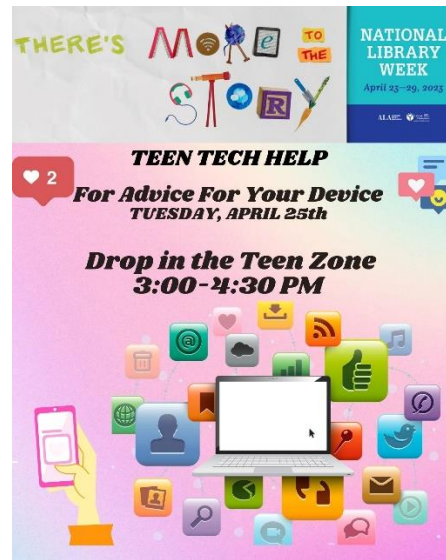 THERE'S MORE TO THE
STORY
NATIONAL
LIBRARY
WEEK
April 23–29, 2023
TEEN TECH HELP
2
For Advice For Your Device
TUESDAY, APRIL 25th
Drop in the Teen Zone
3:00-4:30 PM